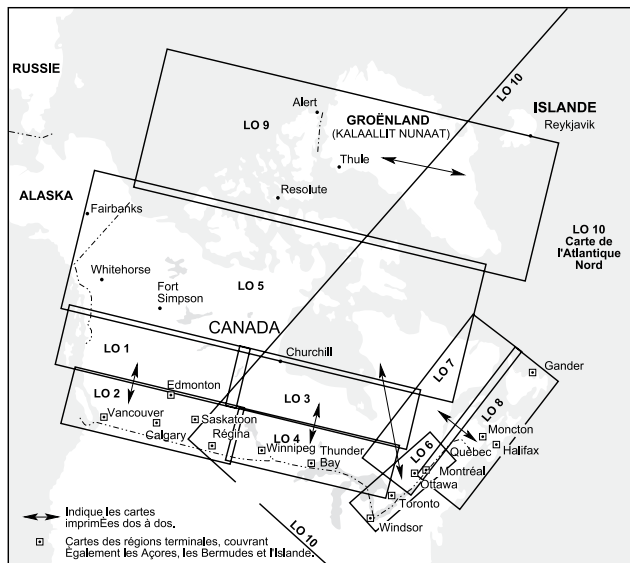 RUSSIE
LO 10
Alert
GROËNLAND
(KALAALLIT NUNAAT)
ISLANDE
Reykjavik
LO 9
Thule
Resolute
ALASKA
Fairbanks
LO 10
Carte de
l'Atlantique
Nord
Whitehorse
Fort
Simpson
LO 5
CANADA
LO 1
Churchill
LO 7
Gander
LO 2
Edmonton
LO 3
LO 8
Vancouver
Saskatoon
Moncton
Calgary
Régina
LO 4
Winnipeg
Thunder
Bay
LO 6
Québec
Halifax
Montréal
Ottawa
Toronto
Windsor
LO 10
Indique les cartes
imprimÉes dos à dos.
Cartes des régions terminales, couvrant
Également les Açores, les Bermudes et l'Islande.